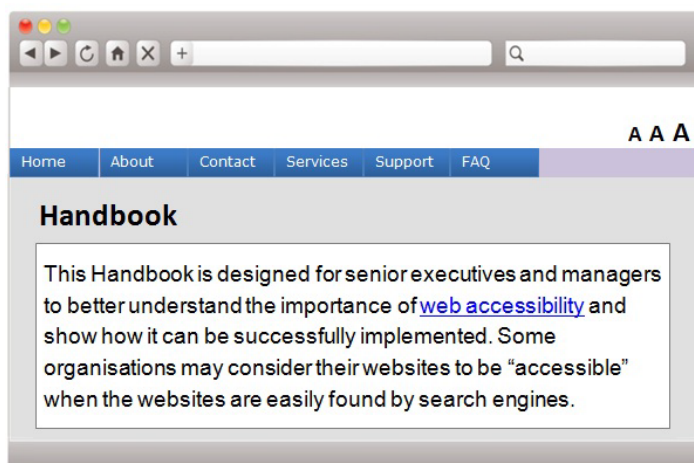 A A A
Home About Contact Services Support FAQ
Handbook
This Handbook is designed for senior executives and managers
to better understand the importance of web accessibility and
show how it can be successfully implemented. Some
organisations may consider their websites to be “accessible”
when the websites are easily found by search engines.